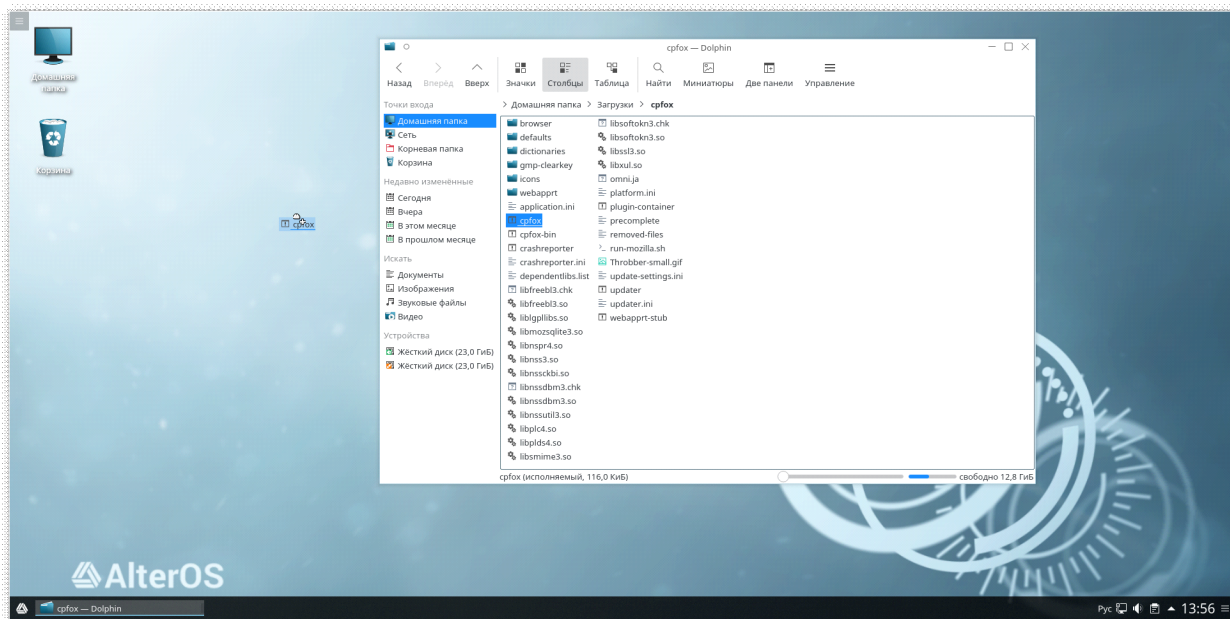 Домашняя папка
Корзина
cpfox
cpfox — Dolphin
Назад Вперёд Вверх Значки Столбцы Таблица Найти Миниатюры Две панели Управление
Точки входа
Домашняя папка
Сеть
Корневая папка
Корзина
Недавно изменённые
Сегодня
Вчера
В этом месяце
В прошлом месяце
Искать
Документы
Изображения
Звуковые файлы
Видео
Устройства
Жёсткий диск (23,0 ГиБ)
Жёсткий диск (23,0 ГиБ)
> Домашняя папка > Загрузки > cpfox
browser
defaults
dictionaries
gmp-clearkey
icons
webapprt
application.ini
cpfox
cpfox-bin
crashreporter
crashreporter.ini
dependentlibs.list
libfreebl3.chk
libfreebl3.so
liblgpllibs.so
libmozsqlite3.so
libnspr4.so
libnss3.so
libnssckbi.so
libnssdbm3.chk
libnssdbm3.so
libnssutil3.so
libplc4.so
libplds4.so
libsmime3.so
libsoftokn3.chk
libsoftokn3.so
libssl3.so
libxul.so
omni.ja
platform.ini
plugin-container
precomplete
removed-files
run-mozilla.sh
Throbber-small.gif
update-settings.ini
updater
updater.ini
webapprt-stub
cpfox (исполняемый, 116,0 КиБ)
свободно 12,8 ГиБ
AlterOS
cpfox — Dolphin
Рус 13:56